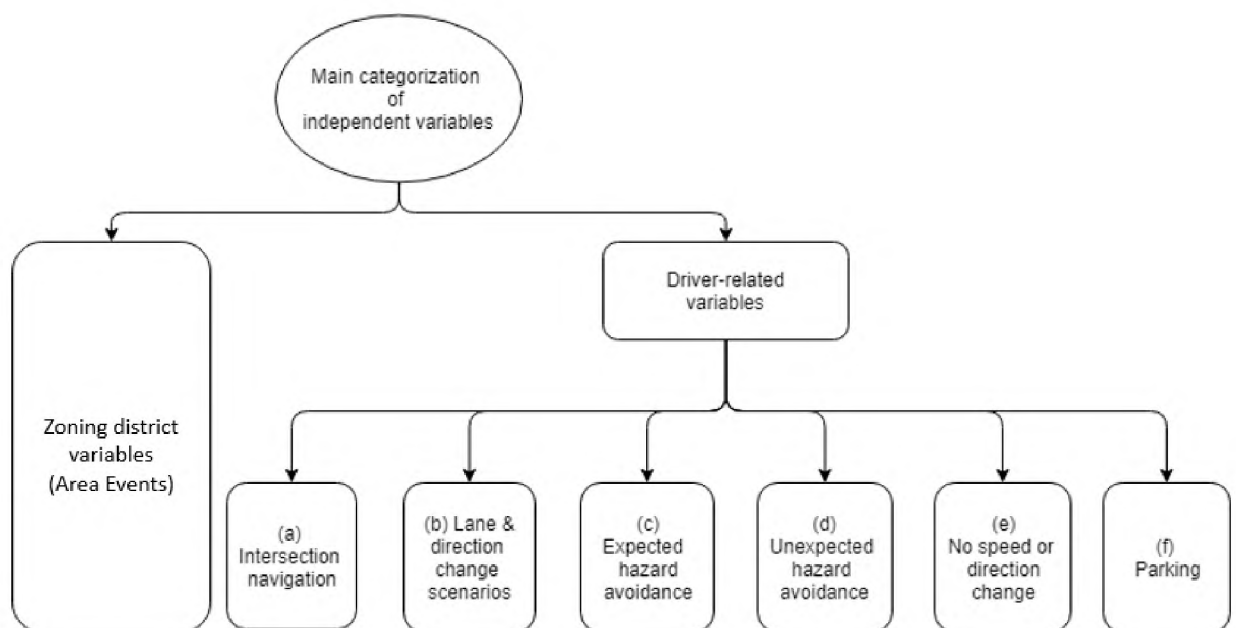 Main categorization
of
independent variables
Driver-related
variables
Zoning district
variables
(Area Events)
(a)
Intersection
navigation
(b) Lane &
direction
change
scenarios
(c)
Expected
hazard
avoidance
(d)
Unexpected
hazard
avoidance
(e)
No speed or
direction
change
(f)
Parking